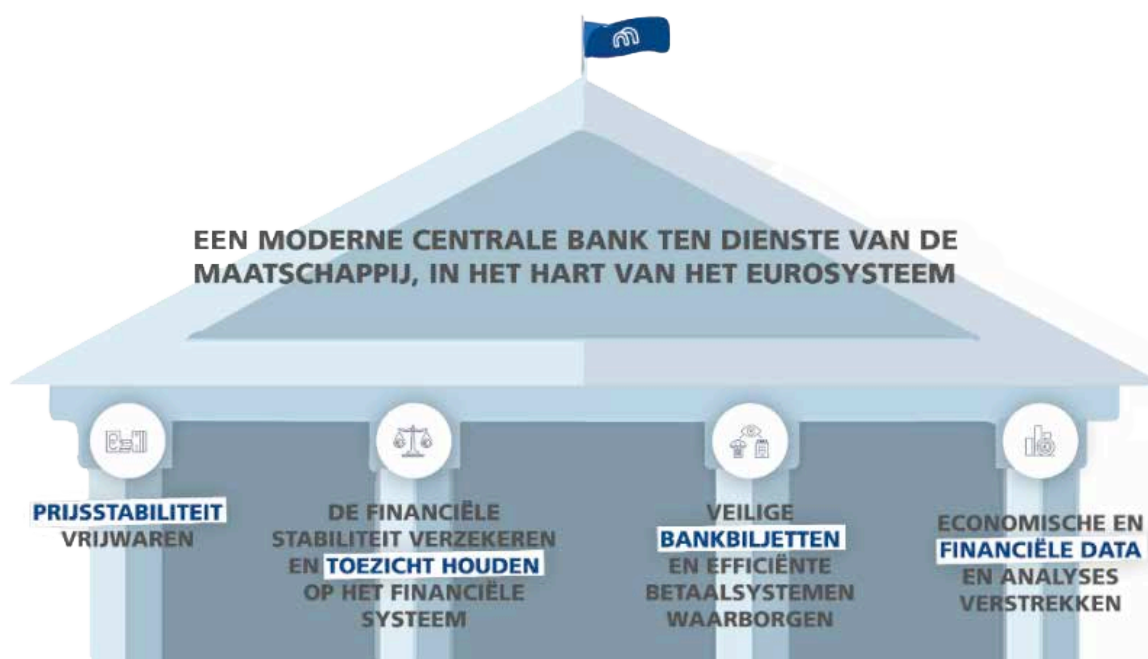 EEN MODERNE CENTRALE BANK TEN DIENSTE VAN DE
MAATSCHAPPIJ, IN HET HART VAN HET EUROSYSTEEM
PRIJSSTABILITEIT
VRIJWAREN
DE FINANCIËLE
STABILITEIT VERZEKEREN
EN TOEZICHT HOUDEN
OP HET FINANCIËLE
SYSTEEM
VEILIGE
BANKBILJETTEN
EN EFFICIËNTE
BETAALSYSTEMEN
WAARBORGEN
ECONOMISCHE EN
FINANCIËLE DATA
EN ANALYSES
VERSTREKKEN